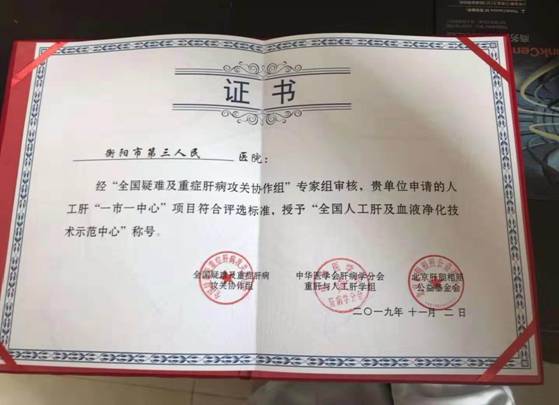 证书
衡阳市第三人民 医院：
经“全国疑难及重症肝病攻关协作组”专家组审核，贵单位申请的人
工肝“一市一中心”项目符合评选标准，授予“全国人工肝及血液净化技
术示范中心”称号。
全国疑难及重症肝病
攻关协作组
中华医学会肝病学分会
重肝与人工肝学组
北京肝胆相照
公益基金会
二〇一九年十一月二日